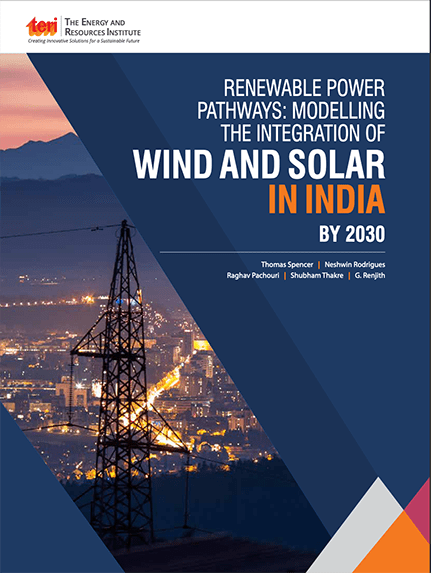 teri
THE ENERGY AND
RESOURCES INSTITUTE
Creating Innovative Solutions for a Sustainable Future
RENEWABLE POWER
PATHWAYS: MODELLING
THE INTEGRATION OF
WIND AND SOLAR
IN INDIA
BY 2030
Thomas Spencer | Neshwin Rodrigues
Raghav Pachouri | Shubham Thakre | G. Renjith